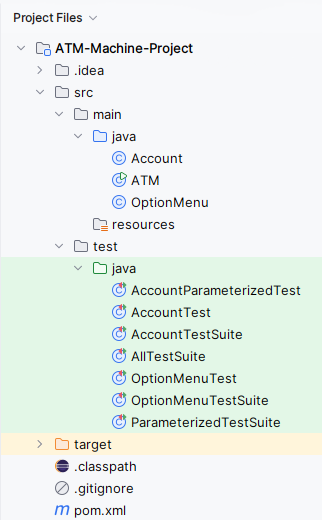 Project Files
ATM-Machine-Project
.idea
src
main
java
Account
ATM
OptionMenu
resources
test
java
AccountParameterizedTest
AccountTest
AccountTestSuite
AllTestSuite
OptionMenuTest
OptionMenuTestSuite
ParameterizedTestSuite
target
.classpath
.gitignore
pom.xml